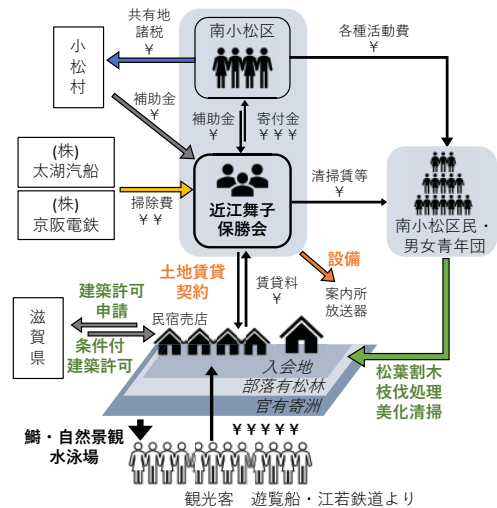 共有地
諸税
¥
小松村
南小松区
各種活動費
¥
補助金
¥
補助金
¥
寄付金
¥¥¥
(株)
太湖汽船
(株)
京阪電鉄
掃除費
¥¥
近江舞子
保勝会
清掃賃等
¥
南小松区民・
男女青年団
土地賃貸
契約
賃貸料
¥
設備
案内所
放送器
建築許可
申請
滋賀県
条件付
建築許可
民宿売店
入会地
部落有松林
官有寄洲
松葉割木
枝伐処理
美化清掃
鰣・自然景観
水泳場
¥¥¥¥¥
観光客 遊覧船・江若鉄道より